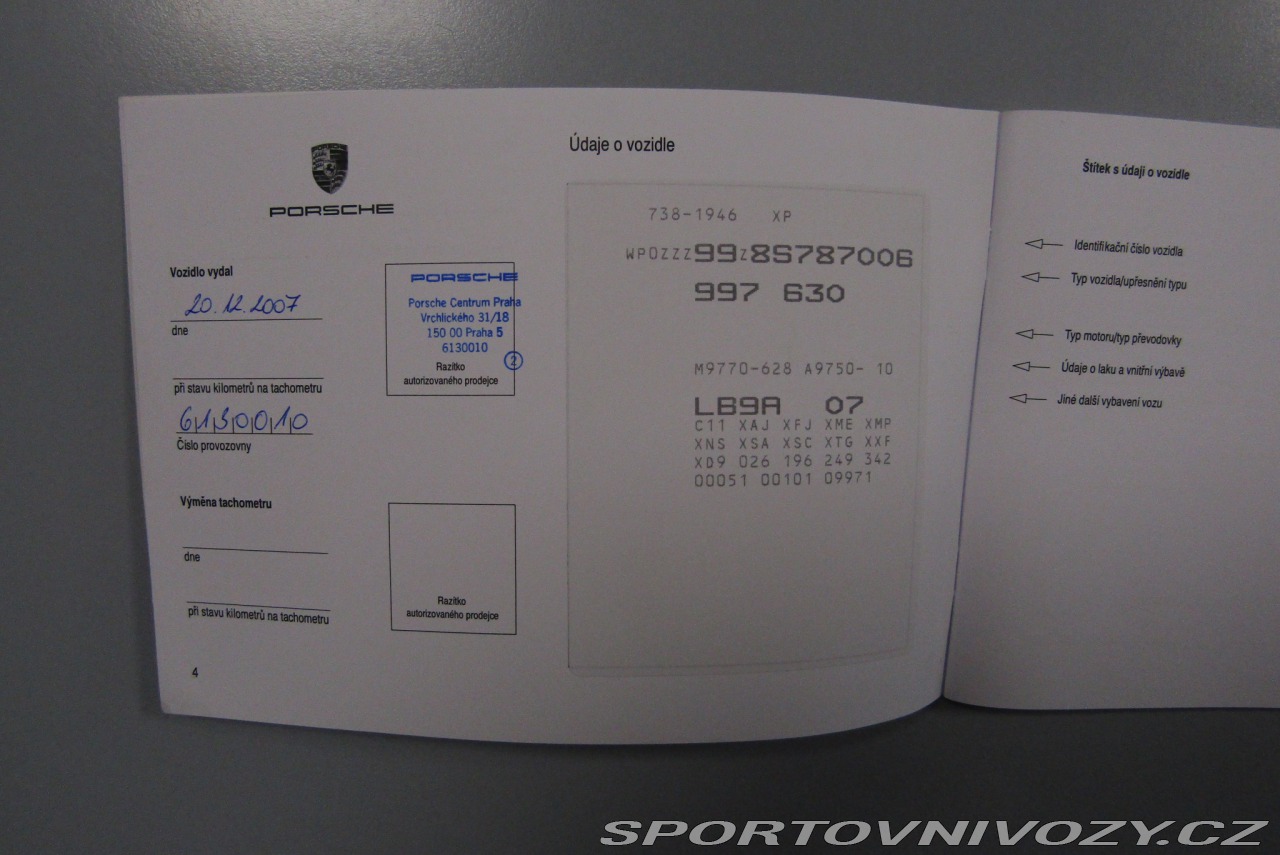 PORSCHE
Vozidlo vydal
20.12.2007
dne
při stavu kilometrů na tachometru
6130010
Číslo provozovny
PORSCHE
Porsche Centrum Praha
Vrchlického 31/18
150 00 Praha 5
6130010
2
Razítko
autorizovaného prodejce
Výměna tachometru
dne
při stavu kilometrů na tachometru
Razítko
autorizovaného prodejce
4
Údaje o vozidle
738-1946 XP
WP0ZZZ99Z8S787006
997 630
M9770-628 A9750- 10
LB9A 07
C11 XAJ XFJ XME XMP
XNS XSA XSC XTG XXF
XD9 026 196 249 342
00051 00101 09971
Štítek s údaji o vozidle
Identifikační číslo vozidla
Typ vozidla/upřesnění typu
Typ motoru/typ převodovky
Údaje o laku a vnitřní výbavě
Jiné další vybavení vozu
SPORTOVNIVOZY.CZ